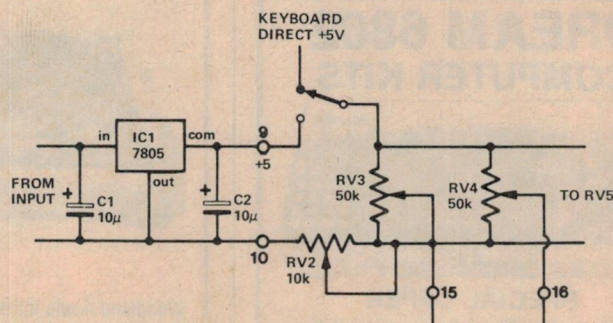 KEYBOARD
DIRECT +5V
in
IC1
7805
com
out
9
+5
FROM
INPUT
+
C1
10μ
+
C2
10μ
RV3
50k
RV4
50k
TO RV5
10
RV2
10k
15
16